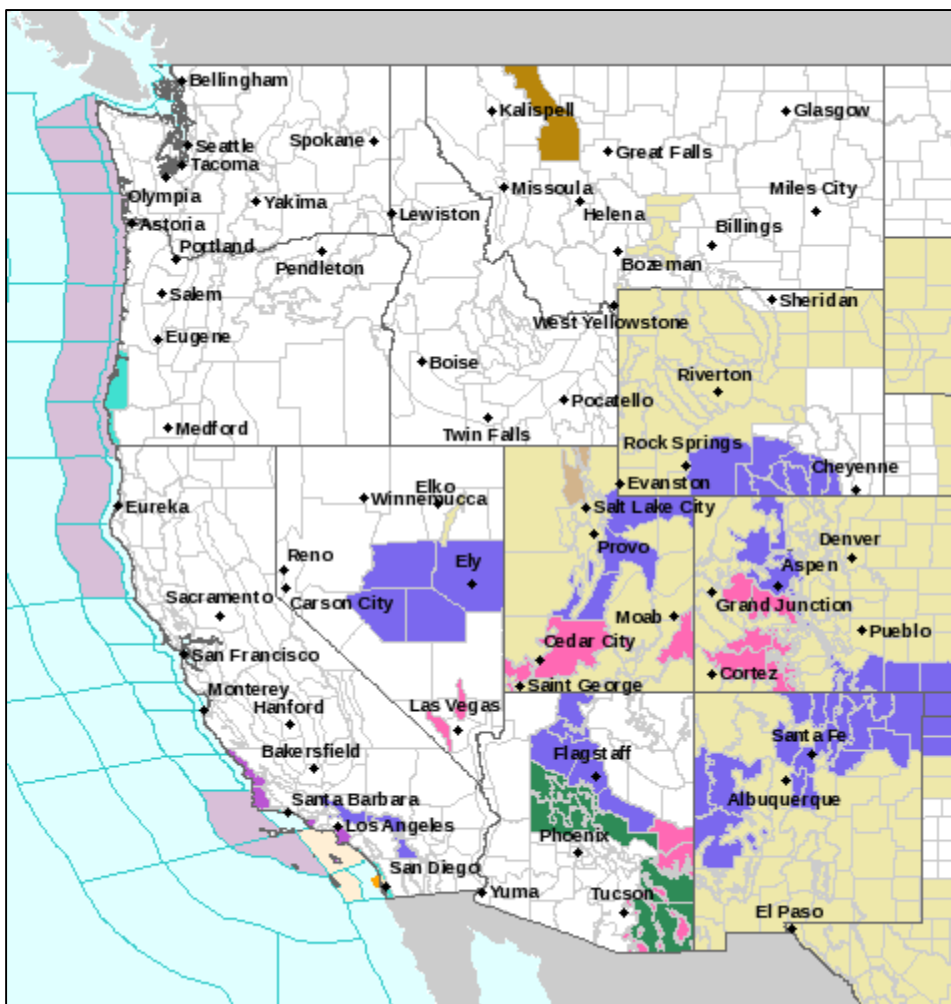 Bellingham
Kalispell
Glasgow
Seattle
Spokane
Great Falls
Tacoma
Missoula
Miles City
Olympia
Yakima
Helena
Lewiston
Astoria
Billings
Portland
Bozeman
Pendleton
Salem
Sheridan
West Yellowstone
Eugene
Boise
Riverton
Pocatello
Medford
Twin Falls
Rock Springs
Cheyenne
Elko
Evanston
Winnemucca
Eureka
Salt Lake City
Provo
Denver
Reno
Ely
Aspen
Sacramento
Carson City
Grand Junction
Moab
Pueblo
San Francisco
Cedar City
Cortez
Saint George
Monterey
Hanford
Las Vegas
Bakersfield
Flagstaff
Santa Fe
Albuquerque
Santa Barbara
Los Angeles
Phoenix
San Diego
Yuma
Tucson
El Paso